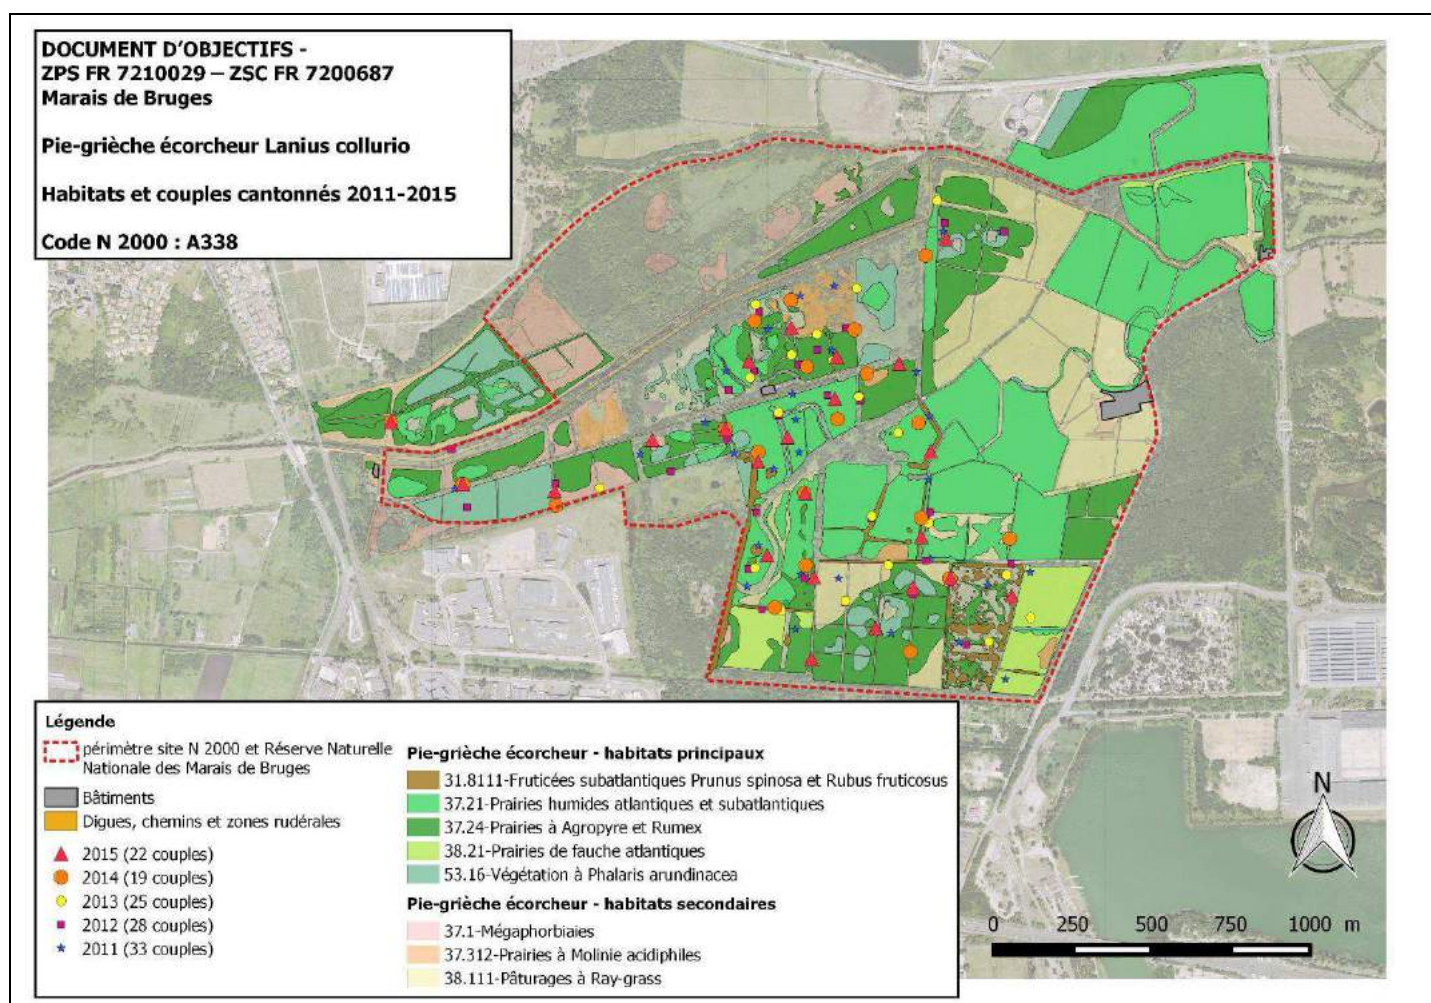 DOCUMENT D'OBJECTIFS -
ZPS FR 7210029 – ZSC FR 7200687
Marais de Bruges
Pie-grièche écorcheur Lanius collurio
Habitats et couples cantonnés 2011-2015
Code N 2000 : A338
Légende
périmètre site N 2000 et Réserve Naturelle
Nationale des Marais de Bruges
Bâtiments
Digues, chemins et zones rudérales
2015 (22 couples)
2014 (19 couples)
2013 (25 couples)
2012 (28 couples)
2011 (33 couples)
Pie-grièche écorcheur - habitats principaux
31.8111-Fruticées subatlantiques Prunus spinosa et Rubus fruticosus
37.21-Prairies humides atlantiques et subatlantiques
37.24-Prairies à Agropyre et Rumex
38.21-Prairies de fauche atlantiques
53.16-Végétation à Phalaris arundinacea
Pie-grièche écorcheur - habitats secondaires
37.1-Mégaphorbiaies
37.312-Prairies à Molinie acidiphiles
38.111-Pâturages à Ray-grass
N
0 250 500 750 1000 m